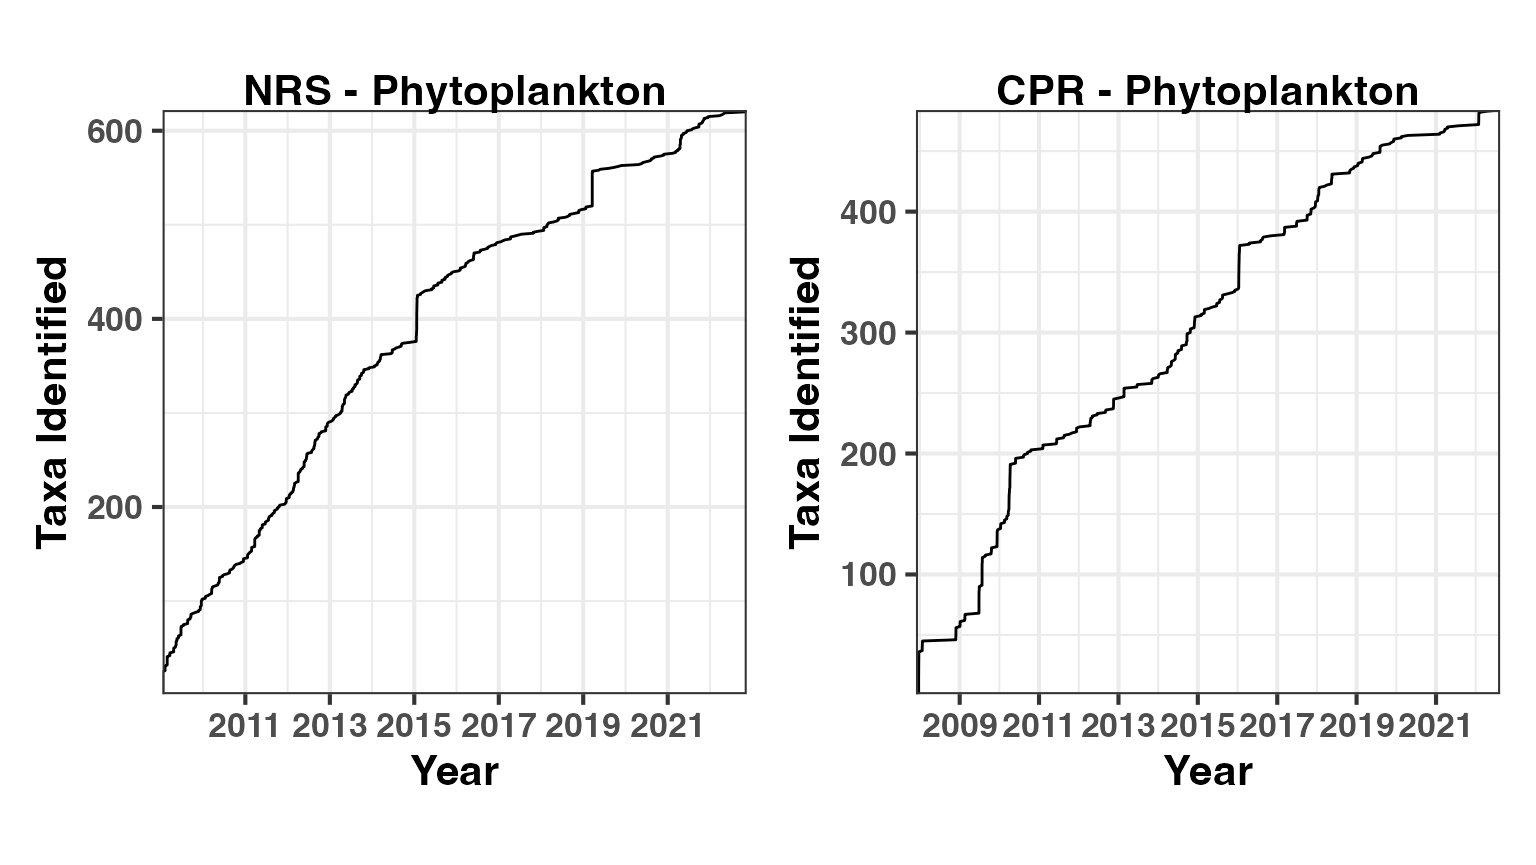 NRS - Phytoplankton
Taxa Identified
600
400
200
2011 2013 2015 2017 2019 2021
Year
CPR - Phytoplankton
Taxa Identified
400
300
200
100
2009 2011 2013 2015 2017 2019 2021
Year